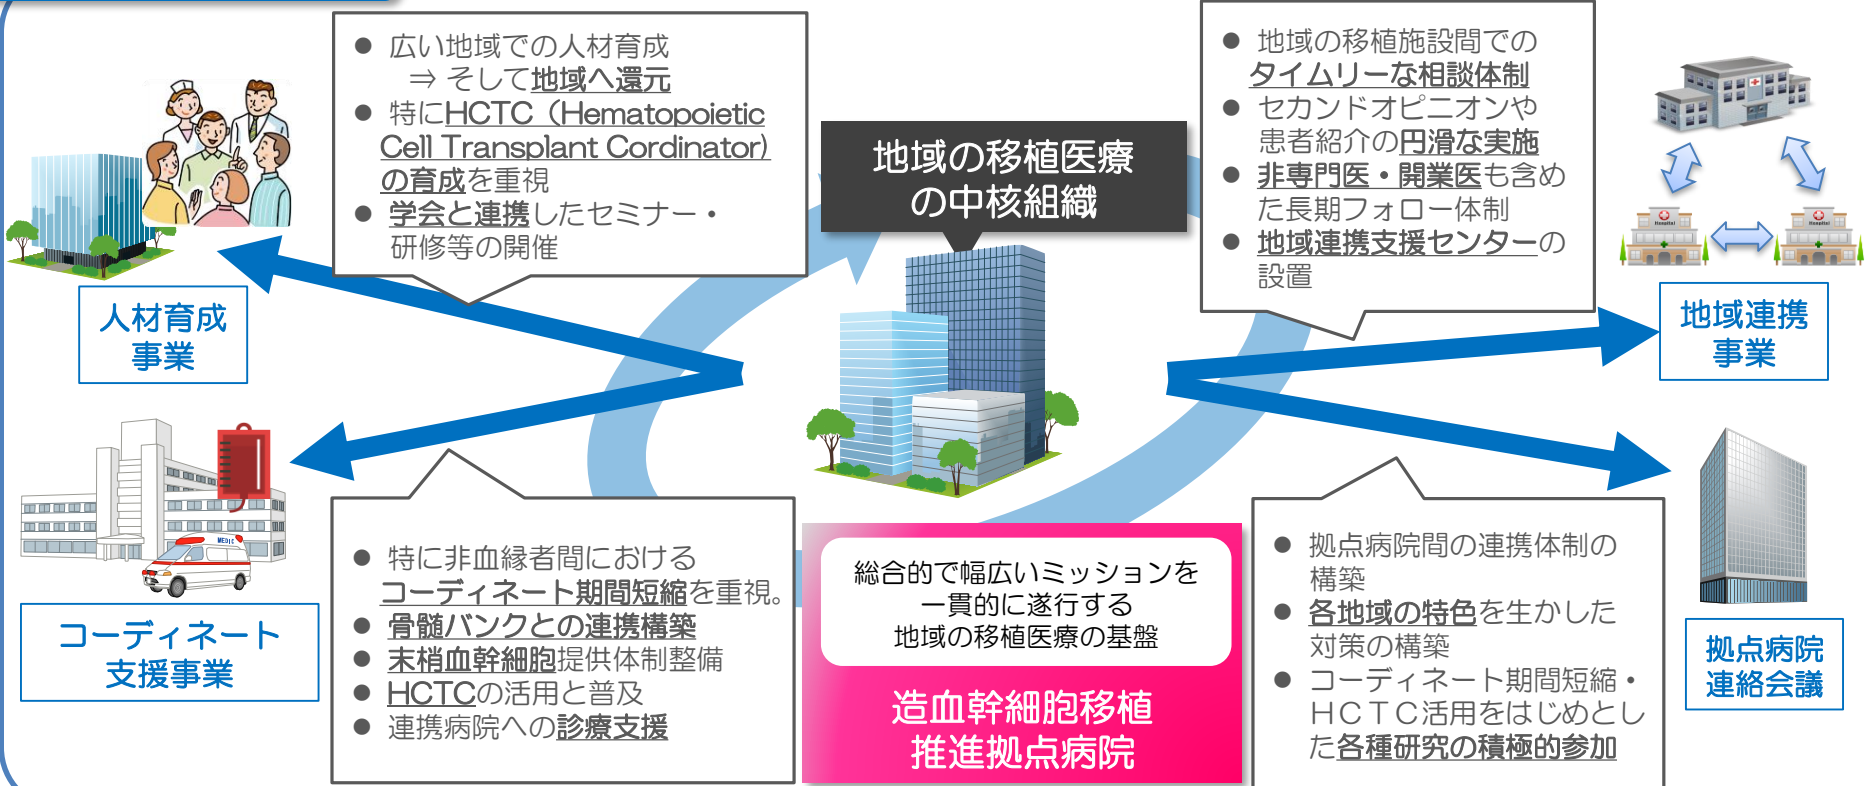 ● 広い地域での人材育成
⇒ そして地域へ還元
● 特にHCTC（Hematopoietic
Cell Transplant Cordinator)
の育成を重視
● 学会と連携したセミナー・
研修等の開催
人材育成
事業
地域の移植医療
の中核組織
● 地域の移植施設間での
タイムリーな相談体制
● セカンドオピニオンや
患者紹介の円滑な実施
● 非専門医・開業医も含め
た長期フォロー体制
● 地域連携支援センターの
設置
Hospital
Hospital
地域連携
事業
MEDIC
コーディネート
支援事業
● 特に非血縁者間における
コーディネート期間短縮を重視。
● 骨髄バンクとの連携構築
● 末梢血幹細胞提供体制整備
● HCTCの活用と普及
● 連携病院への診療支援
総合的で幅広いミッションを
一貫的に遂行する
地域の移植医療の基盤
造血幹細胞移植
推進拠点病院
● 拠点病院間の連携体制の
構築
● 各地域の特色を生かした
対策の構築
● コーディネート期間短縮・
ＨＣＴＣ活用をはじめとし
た各種研究の積極的参加
拠点病院
連絡会議